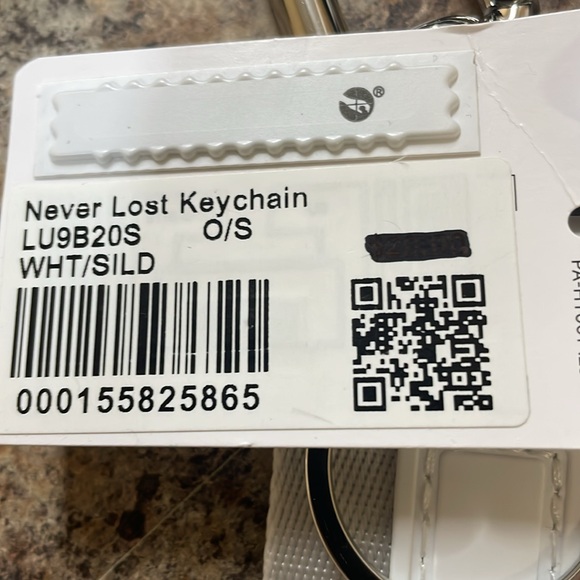 ®
Never Lost Keychain
LU9B20S O/S
WHT/SILD
000155825865